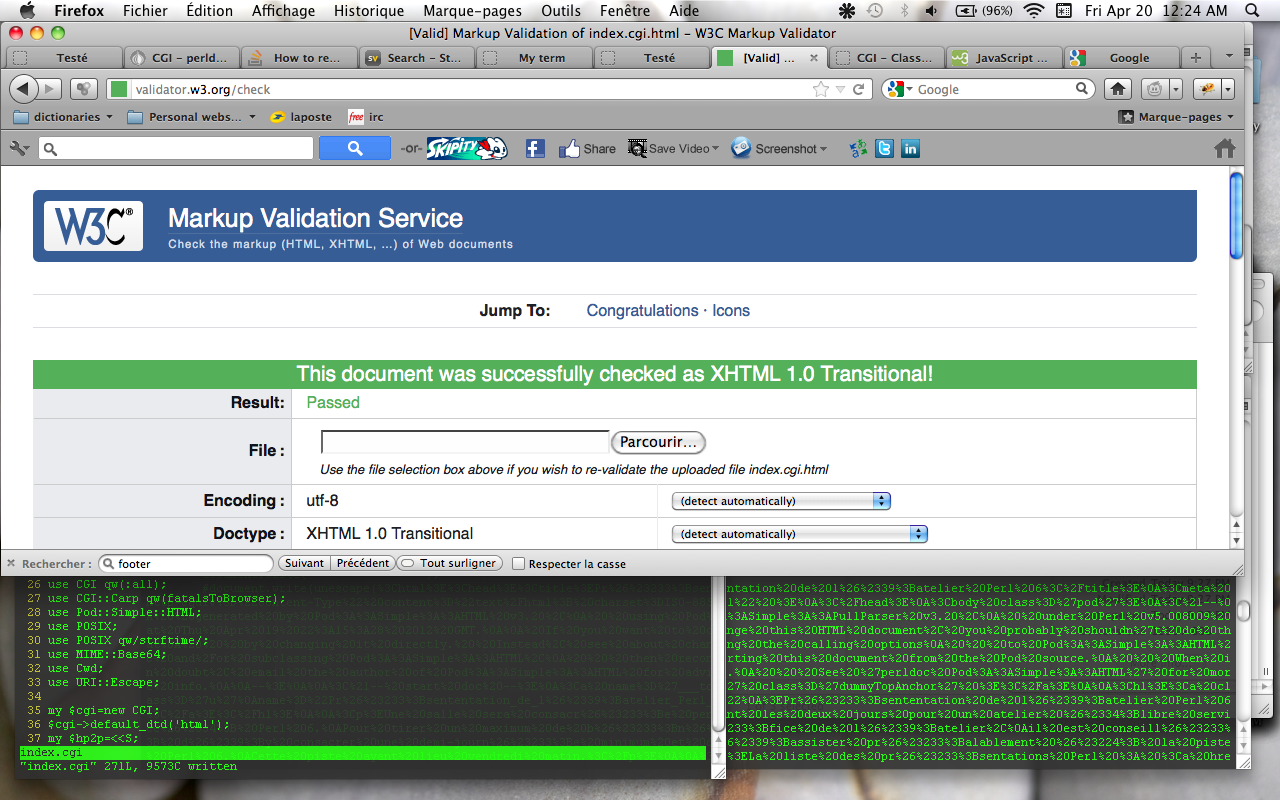 Firefox Fichier Édition Affichage Historique Marque-pages Outils Fenêtre Aide (96%) Fri Apr 20 12:24 AM
[Valid] Markup Validation of index.cgi.html – W3C Markup Validator
Testé CGI – perld... How to re... Search – St... My term Testé [Valid] ... CGI – Class... JavaScript ... Google
validator.w3.org/check Google
dictionaries Personal webs... laposte free irc Marque-pages
-or- SKIPITY Share Save Video Screenshot
W3C® Markup Validation Service
Check the markup (HTML, XHTML, ...) of Web documents
Jump To: Congratulations · Icons
This document was successfully checked as XHTML 1.0 Transitional!
Result: Passed
File : Parcourir...
Use the file selection box above if you wish to re-validate the uploaded file index.cgi.html
Encoding : utf-8 (detect automatically)
Doctype : XHTML 1.0 Transitional (detect automatically)
Rechercher : footer Suivant Précédent Tout surligner Respecter la casse
26 use CGI qw(:all);
27 use CGI::Carp qw(fatalsToBrowser);
28 use Pod::Simple::HTML;
29 use POSIX;
30 use POSIX qw/strftime/;
31 use MIME::Base64;
32 use Cwd;
33 use URI::Escape;
34
35 my $cgi=new CGI;
36 $cgi->default_dtd('html');
37 my $hp2p=<<S;
index.cgi
"index.cgi" 271L, 9573C written
ntation%20de%20l%26%2339%3Batelier%20Perl%206%3C%2Ftitle%3E%0A%3Cmeta
l%22%20%3E%0A%3C%2Fhead%3E%0A%3Cbody%20class%3D%27pod%27%3E%0A%3C%21--%0
%3ASimple%3A%3APullParser%20v3.20%2C%0A%20%20under%20Perl%20v5.008009%20
nge%20this%20HTML%20document%2C%20you%20probably%20shouldn%27t%20do%20th
ng%20the%20calling%20options%0A%20%20to%20Pod%3A%3ASimple%3A%3AHTML%2
rting%20this%20document%20from%20the%20Pod%20source.%0A%20%20When%20i
.%0A%20%20See%20%perldoc%20Pod%3A%3ASimple%3A%3AHTML%27%20for%20mor
27%20class%3D%27dummyTopAnchor%27%20%3E%3C%2Fa%3E%0A%0A%3Ch1%3E%3Ca%20cl
22%0A%3EPr%26%23233%3Bsentation%20de%20l%26%2339%3Batelier%20Perl%206
nt%20les%20deux%20jours%20pour%20un%20atelier%20%26%2334%3Blibre%20servi
233%3Bfice%20de%20l%26%2339%3Batelier%2C%0Ail%20est%20conseill%26%23233%
%26%2339%3Bassister%20pr%26%23233%3Balablement%20%26%23224%3B%20la%20piste
%3ELa%20liste%20des%20pr%26%23233%3Bsentations%20Perl%20%3A%20%3Ca%20hre